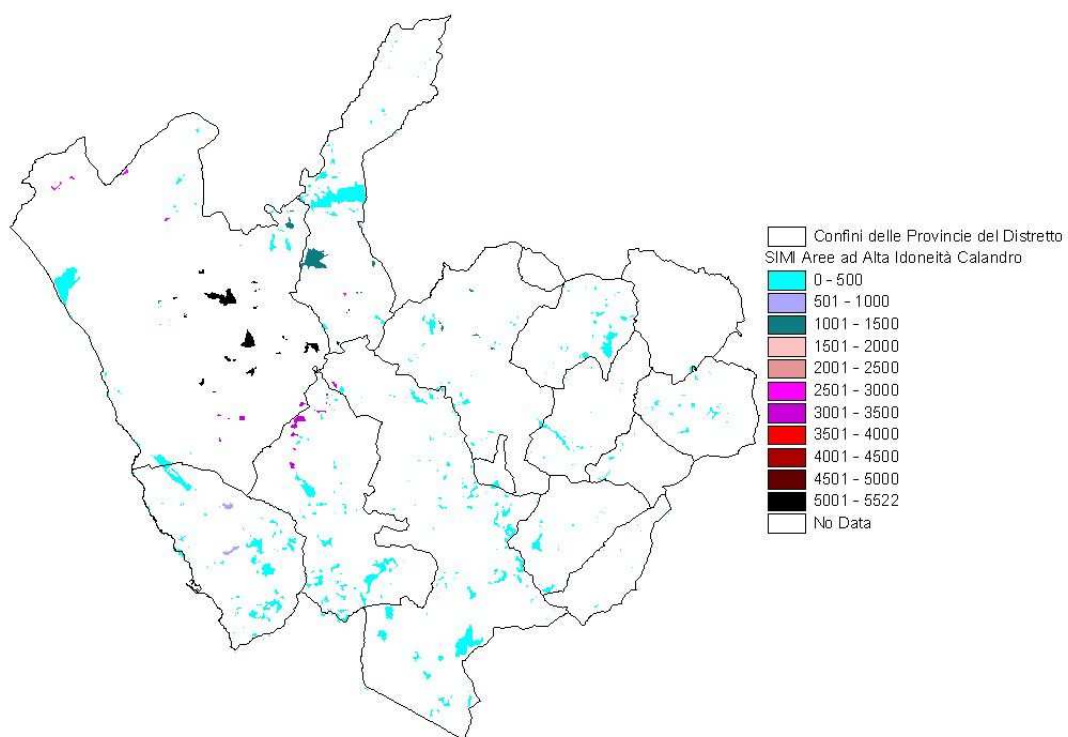 Confini delle Provincie del Distretto
SIMI Aree ad Alta Idoneità Calandro
0 - 500
501 - 1000
1001 - 1500
1501 - 2000
2001 - 2500
2501 - 3000
3001 - 3500
3501 - 4000
4001 - 4500
4501 - 5000
5001 - 5522
No Data